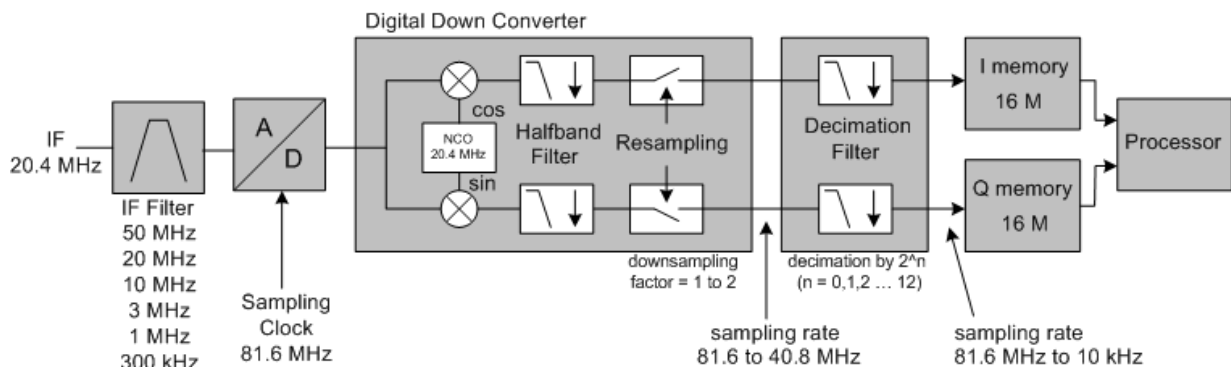 Digital Down Converter
IF
20.4 MHz
IF Filter
50 MHz
20 MHz
10 MHz
3 MHz
1 MHz
300 kHz
A
D
Sampling
Clock
81.6 MHz
cos
NCO
20.4 MHz
sin
Halfband
Filter
Resampling
downsampling
factor = 1 to 2
Decimation
Filter
decimation by 2^n
(n = 0,1,2 ... 12)
sampling rate
81.6 to 40.8 MHz
sampling rate
81.6 MHz to 10 kHz
I memory
16 M
Q memory
16 M
Processor